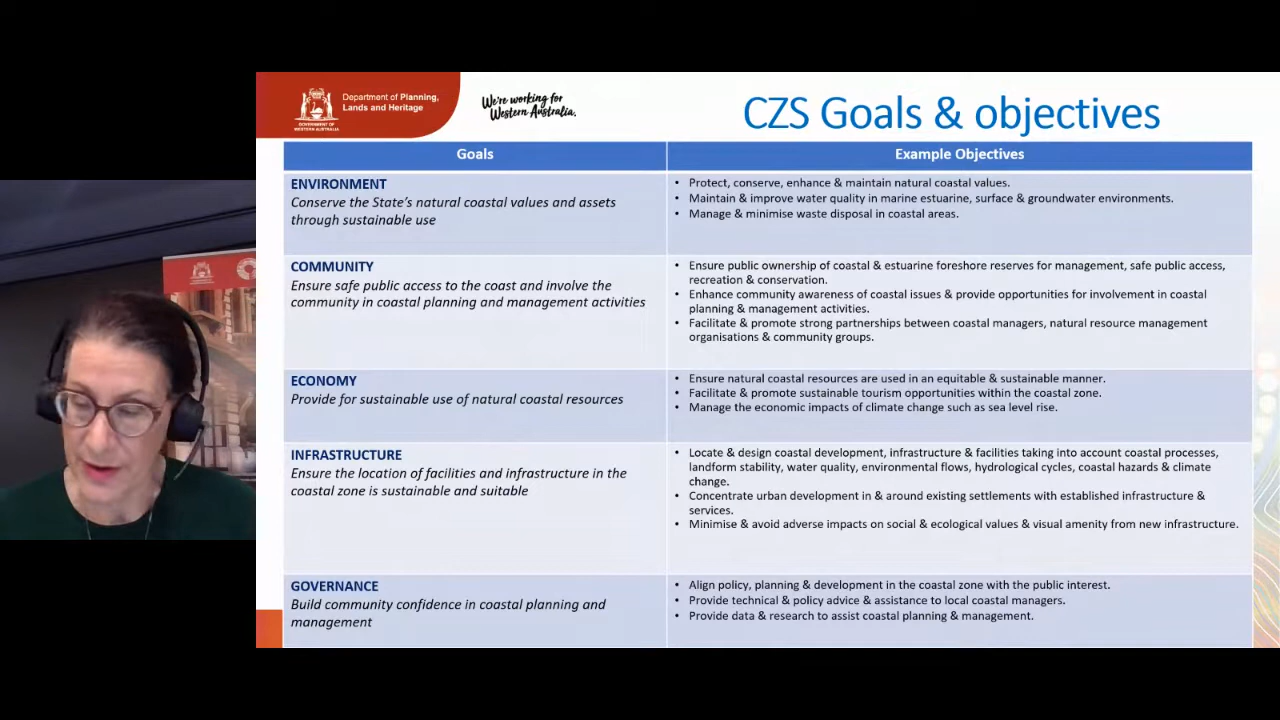 Department of Planning,
Lands and Heritage
GOVERNMENT OF
WESTERN AUSTRALIA
We're working for
Western Australia.
CZS Goals & objectives
Goals
Example Objectives
ENVIRONMENT
Conserve the State's natural coastal values and assets
through sustainable use
• Protect, conserve, enhance & maintain natural coastal values.
• Maintain & improve water quality in marine estuarine, surface & groundwater environments.
• Manage & minimise waste disposal in coastal areas.
COMMUNITY
Ensure safe public access to the coast and involve the
community in coastal planning and management activities
• Ensure public ownership of coastal & estuarine foreshore reserves for management, safe public access,
recreation & conservation.
• Enhance community awareness of coastal issues & provide opportunities for involvement in coastal
planning & management activities.
• Facilitate & promote strong partnerships between coastal managers, natural resource management
organisations & community groups.
ECONOMY
Provide for sustainable use of natural coastal resources
• Ensure natural coastal resources are used in an equitable & sustainable manner.
• Facilitate & promote sustainable tourism opportunities within the coastal zone.
• Manage the economic impacts of climate change such as sea level rise.
INFRASTRUCTURE
Ensure the location of facilities and infrastructure in the
coastal zone is sustainable and suitable
• Locate & design coastal development, infrastructure & facilities taking into account coastal processes,
landform stability, water quality, environmental flows, hydrological cycles, coastal hazards & climate
change.
• Concentrate urban development in & around existing settlements with established infrastructure &
services.
• Minimise & avoid adverse impacts on social & ecological values & visual amenity from new infrastructure.
GOVERNANCE
Build community confidence in coastal planning and
management
• Align policy, planning & development in the coastal zone with the public interest.
• Provide technical & policy advice & assistance to local coastal managers.
• Provide data & research to assist coastal planning & management.